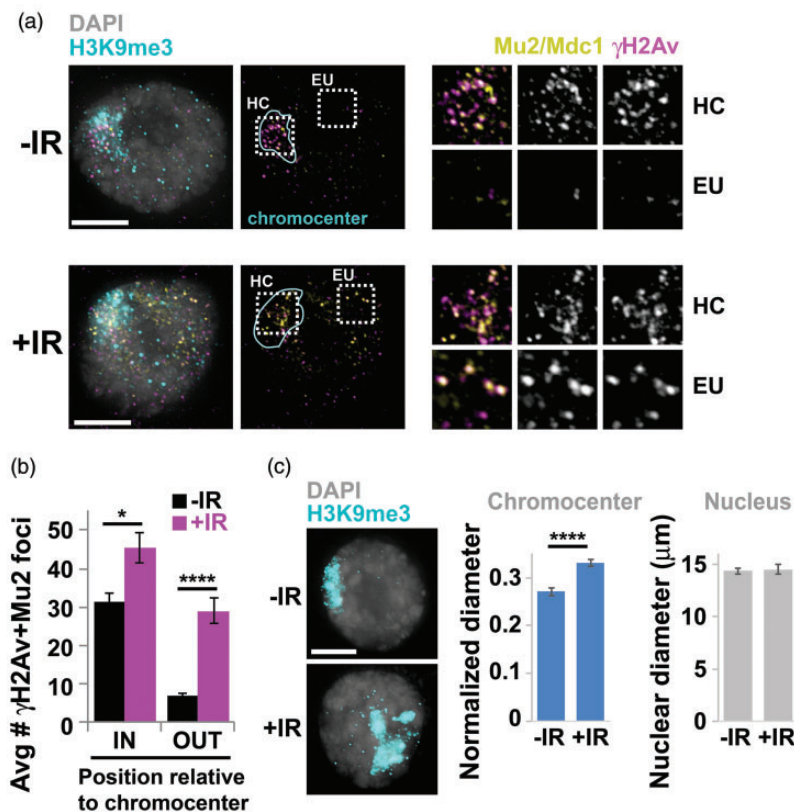 (a)
DAPI
H3K9me3
Mu2/Mdc1 γH2Av
-IR
HC
EU
chromocenter
HC
EU
+IR
HC
EU
HC
EU
(b)
-IR
+IR
Avg # γH2Av+Mu2 foci
50
40
30
20
10
0
*
****
IN
OUT
Position relative
to chromocenter
(c)
DAPI
H3K9me3
-IR
+IR
Chromocenter
Normalized diameter
0.3
0.2
0.1
0
****
-IR +IR
Nucleus
Nuclear diameter (μm)
15
10
5
0
-IR +IR